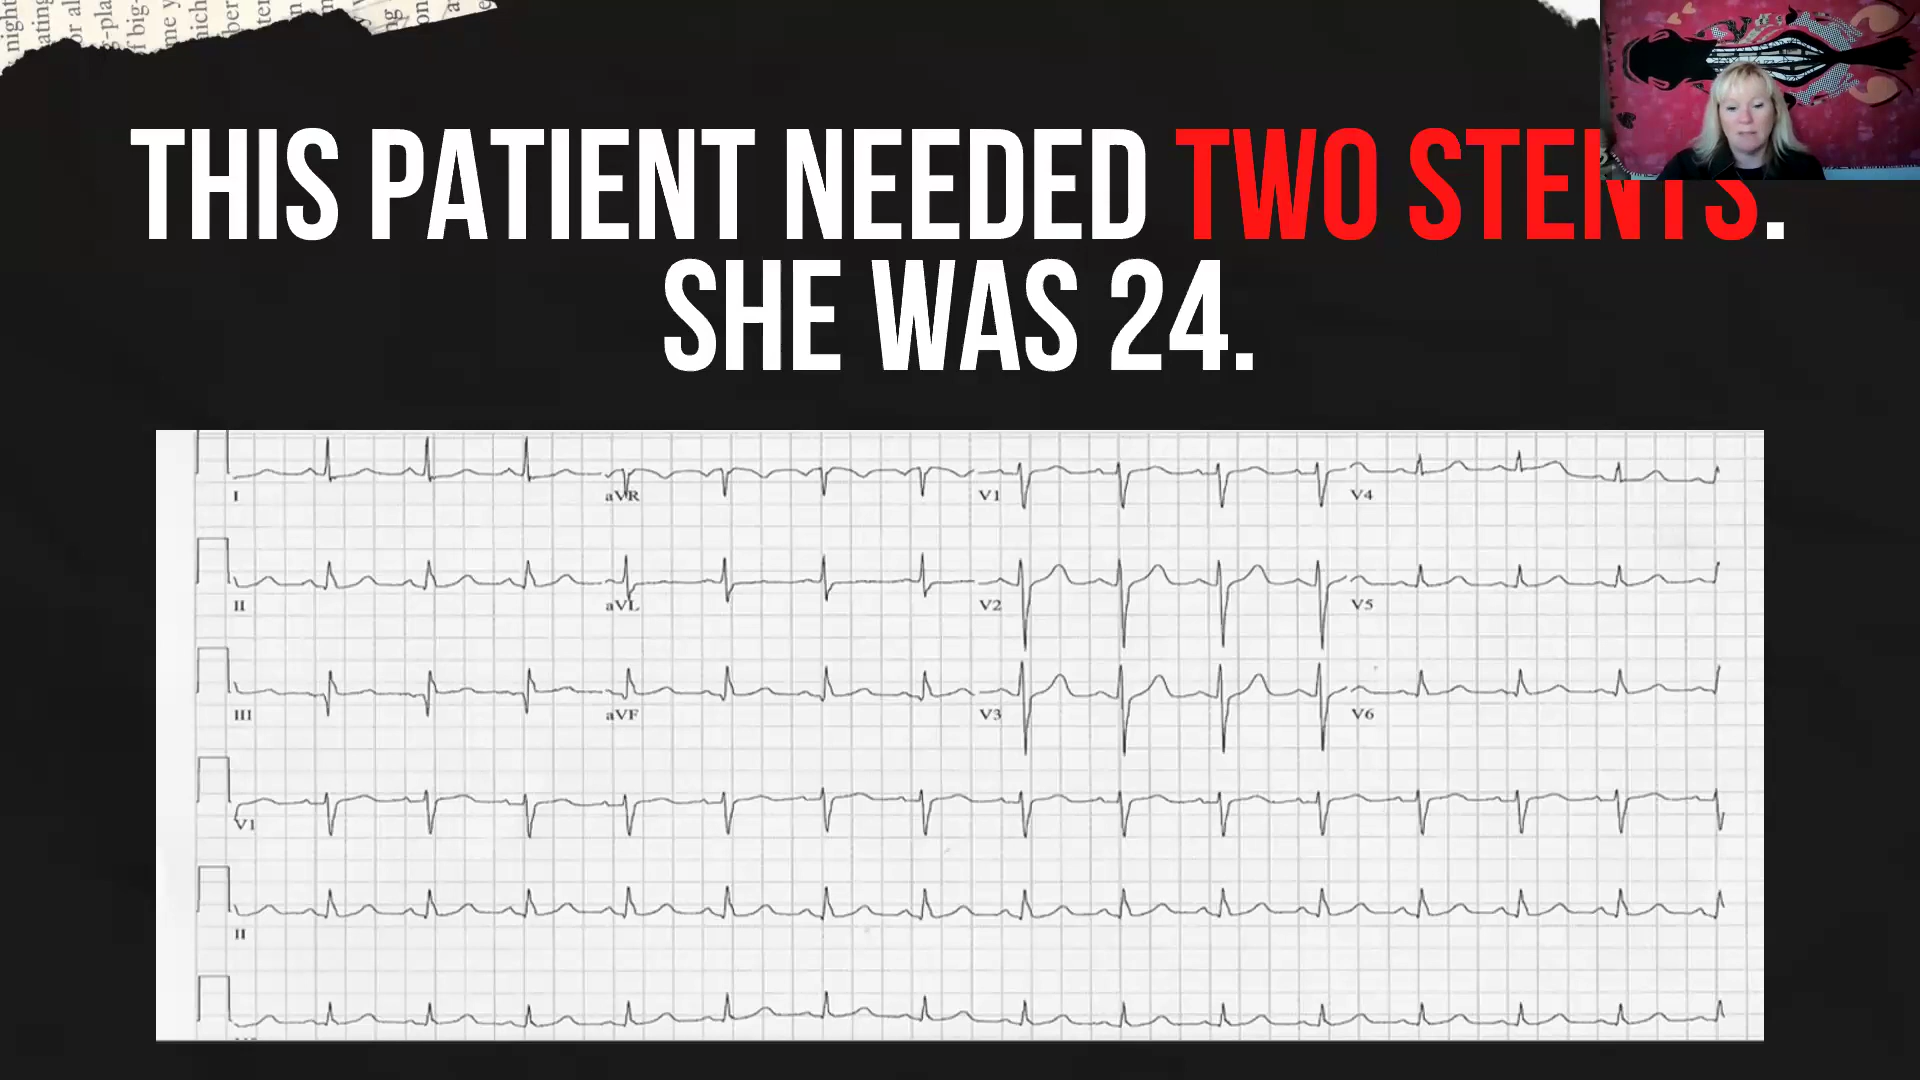 THIS PATIENT NEEDED TWO STENTS.
SHE WAS 24.
I
aVR
V1
V4
II
aVL
V2
V5
III
aVF
V3
V6
V1
II